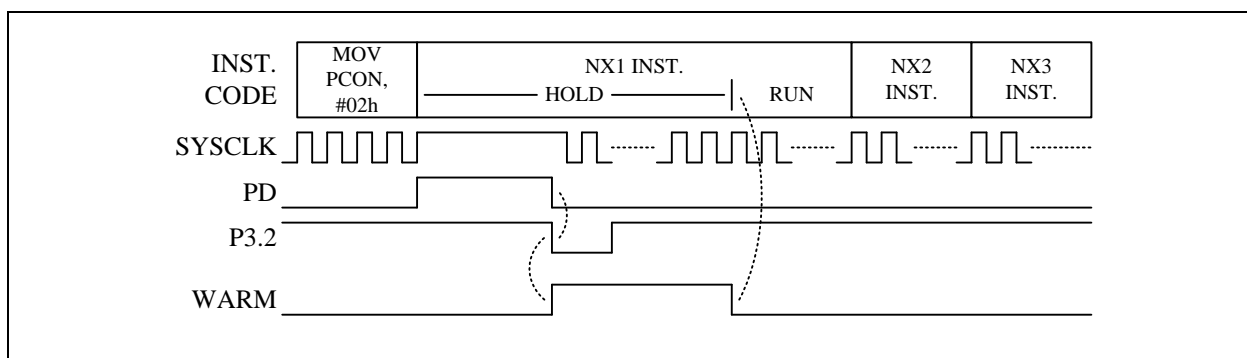 INST.
CODE
MOV
PCON,
#02h
NX1 INST.
HOLD
RUN
NX2
INST.
NX3
INST.
SYSCLK
PD
P3.2
WARM